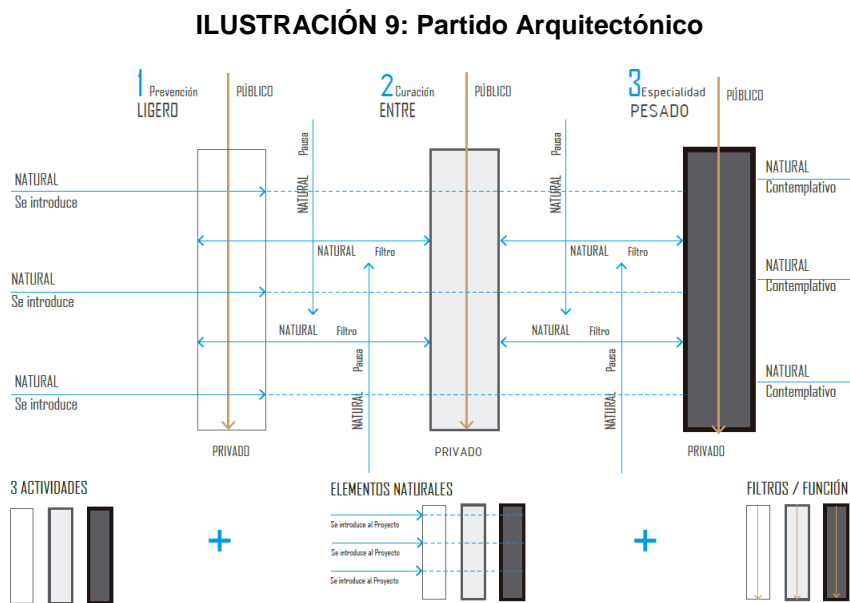 ILUSTRACIÓN 9: Partido Arquitectónico
1 Prevención
LIGERO
PÚBLICO
2 Curación
ENTRE
PÚBLICO
3 Especialidad
PESADO
PÚBLICO
NATURAL Pausa
NATURAL Pausa
NATURAL
Se introduce
NATURAL
Contemplativo
NATURAL Filtro
NATURAL Filtro
NATURAL
Se introduce
NATURAL
Contemplativo
NATURAL Filtro
NATURAL Filtro
NATURAL Pausa
NATURAL Pausa
NATURAL
Se introduce
NATURAL
Contemplativo
PRIVADO
PRIVADO
PRIVADO
3 ACTIVIDADES
ELEMENTOS NATURALES
FILTROS / FUNCIÓN
+
+
Se introduce al Proyecto
Se introduce al Proyecto
Se introduce al Proyecto